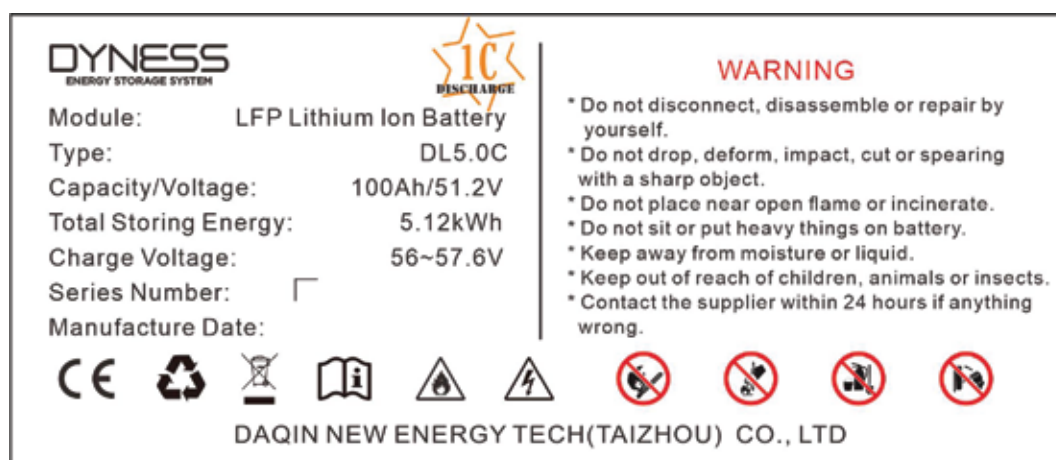 DYNESS
ENERGY STORAGE SYSTEM
1C
DISCHARGE
Module: LFP Lithium Ion Battery
Type: DL5.0C
Capacity/Voltage: 100Ah/51.2V
Total Storing Energy: 5.12kWh
Charge Voltage: 56~57.6V
Series Number:
Manufacture Date:
WARNING
* Do not disconnect, disassemble or repair by
yourself.
* Do not drop, deform, impact, cut or spearing
with a sharp object.
* Do not place near open flame or incinerate.
* Do not sit or put heavy things on battery.
* Keep away from moisture or liquid.
* Keep out of reach of children, animals or insects.
* Contact the supplier within 24 hours if anything
wrong.
CE
DAQIN NEW ENERGY TECH(TAIZHOU) CO., LTD